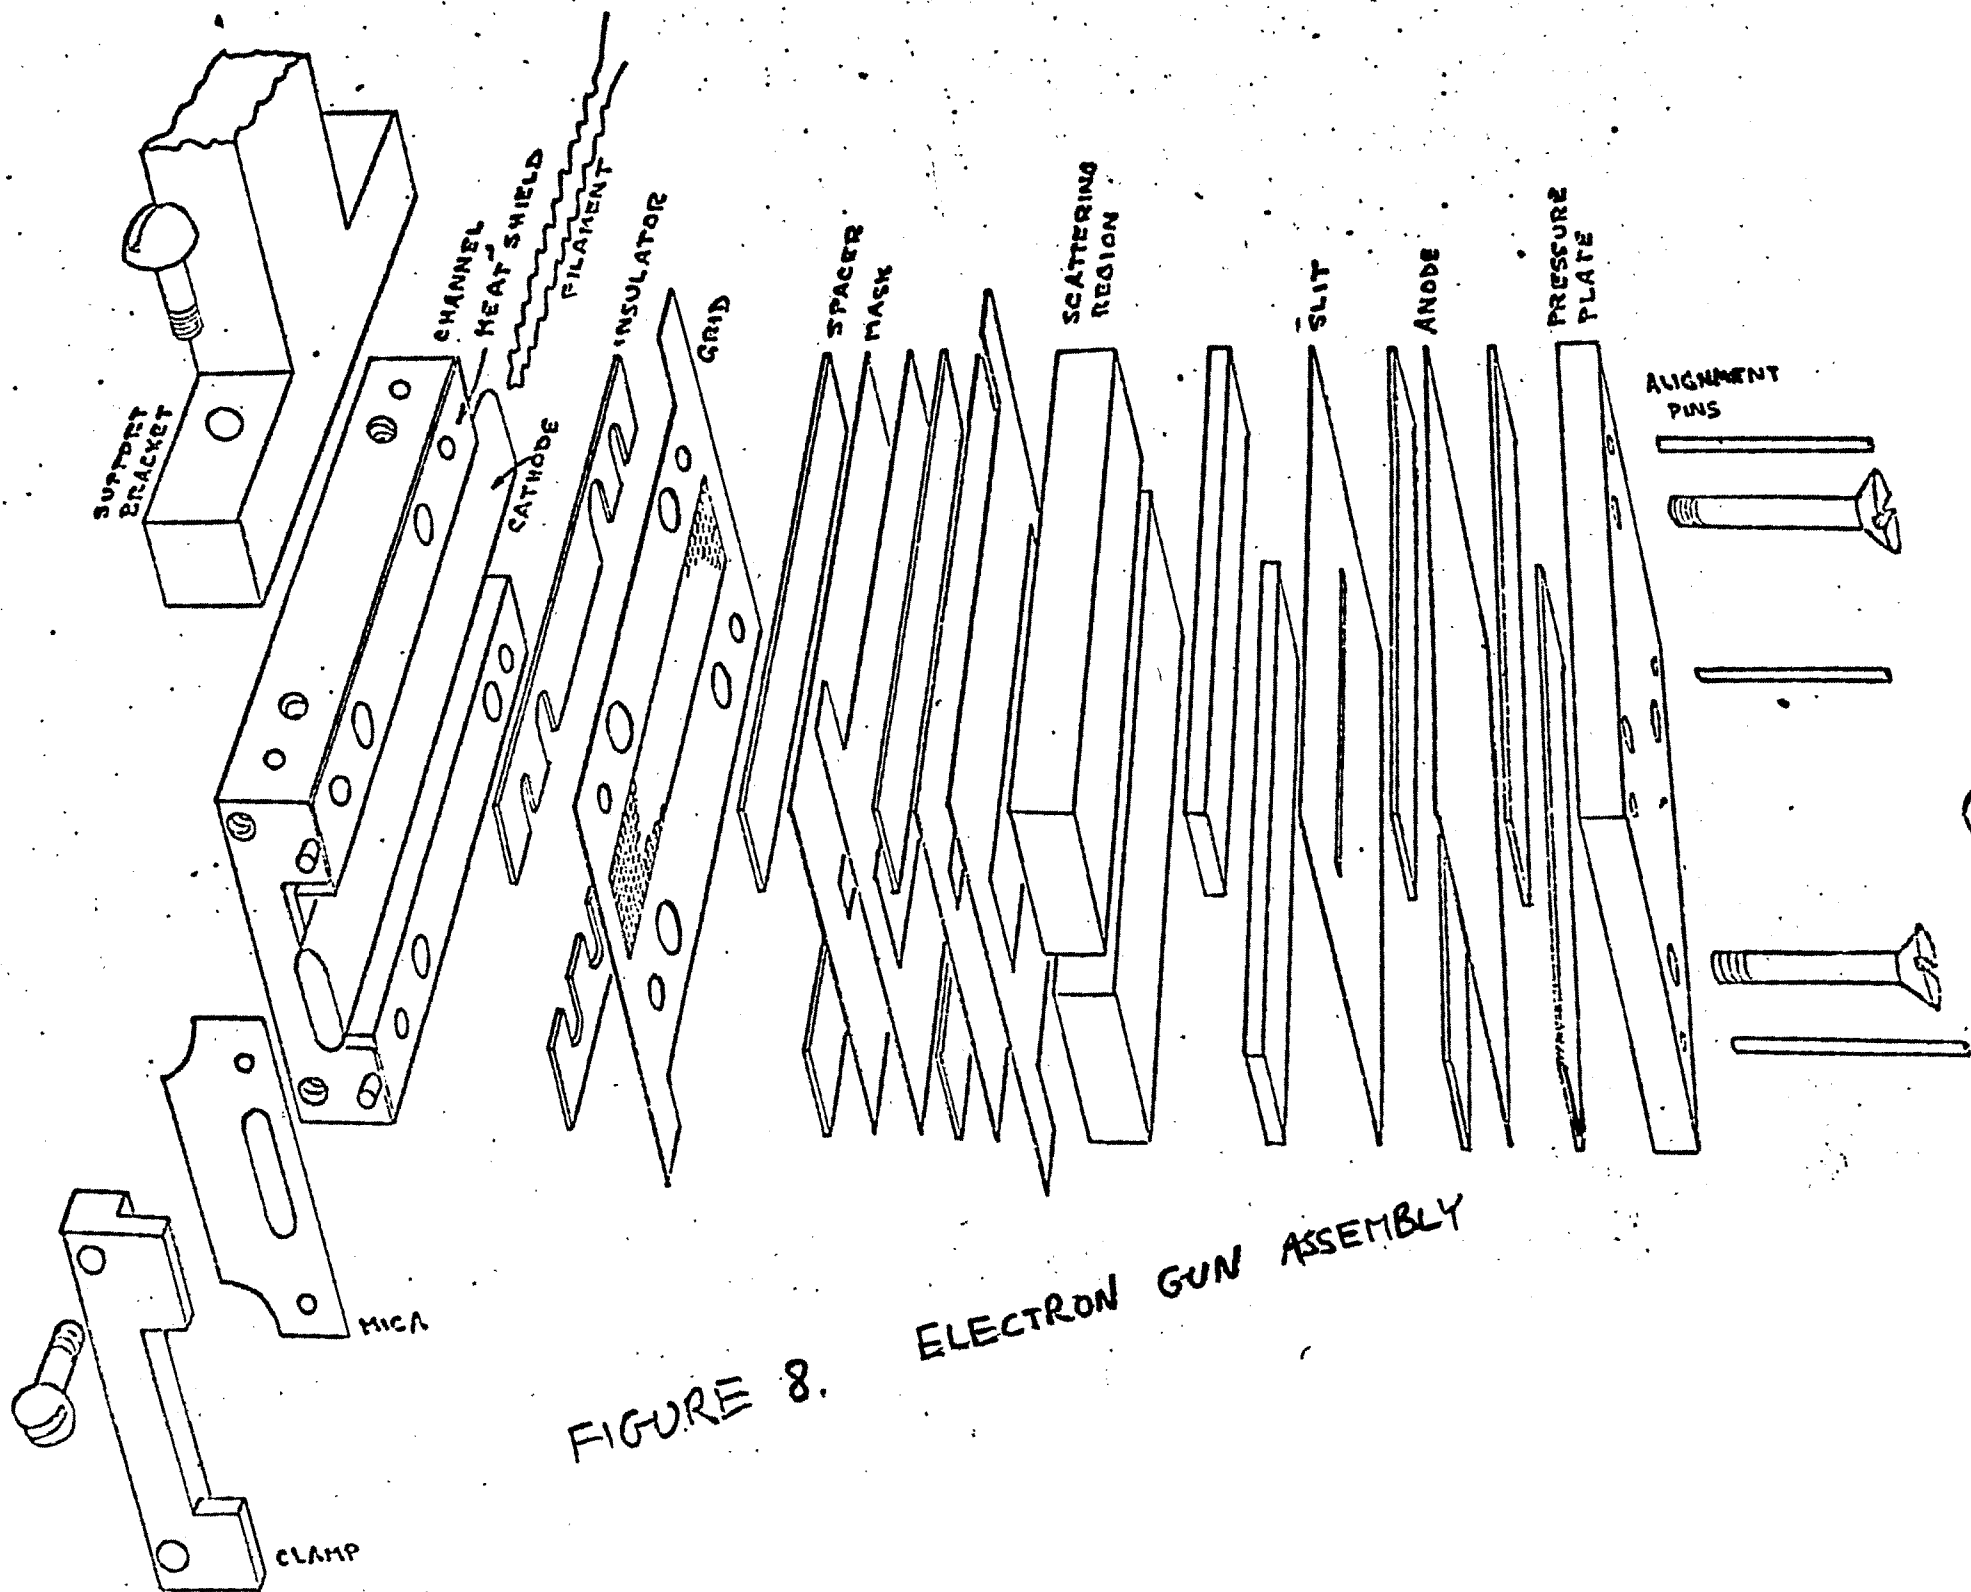 SUPPORT
BRACKET
CHANNEL
HEAT SHIELD
FILAMENT
CATHODE
INSULATOR
GRID
SPACER
MASK
SCATTERING
REGION
SLIT
ANODE
PRESSURE
PLATE
ALIGNMENT
PINS
MICA
CLAMP
FIGURE 8. ELECTRON GUN ASSEMBLY